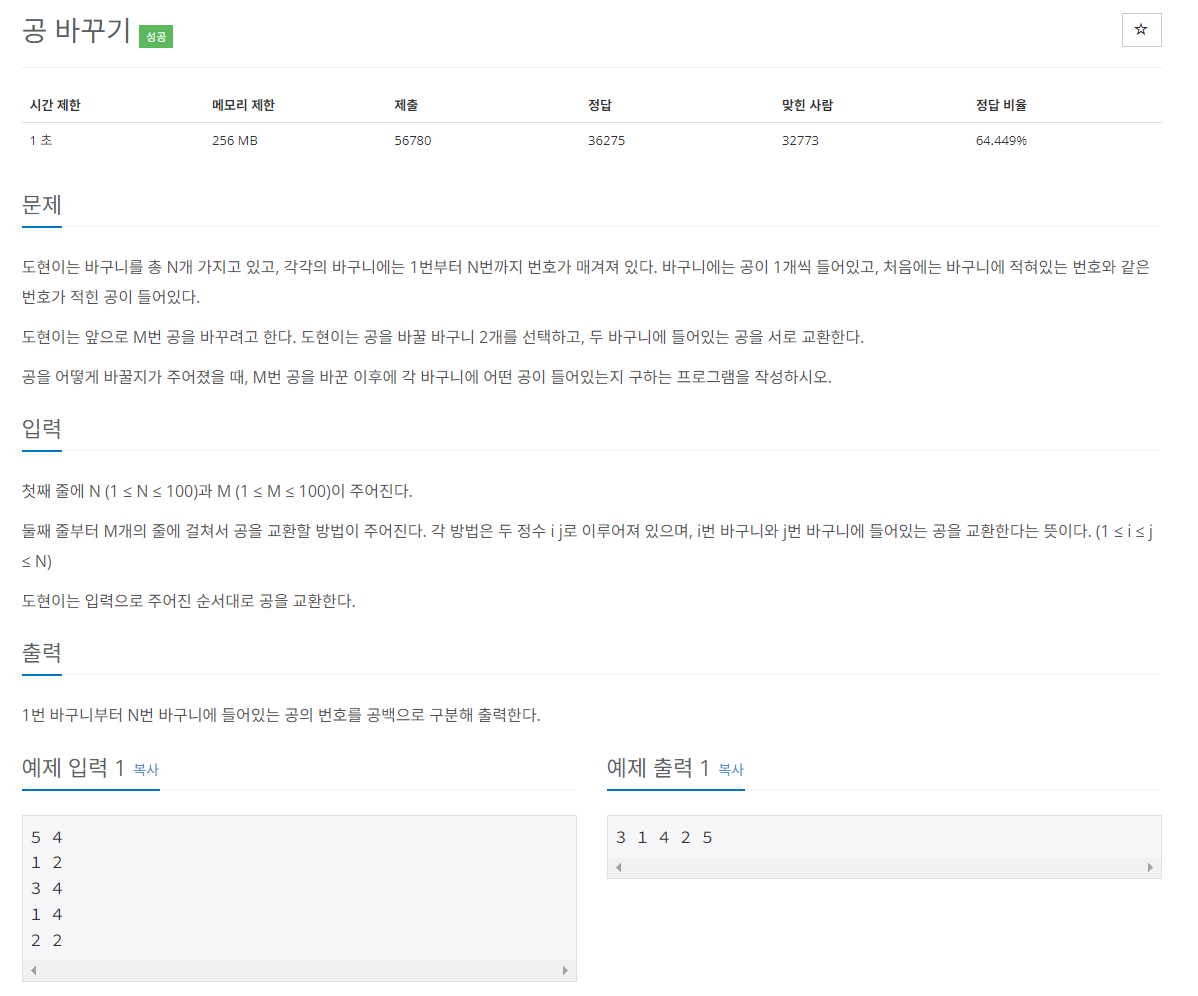 공 바꾸기 성공
☆
시간 제한 메모리 제한 제출 정답 맞힌 사람 정답 비율
1 초 256 MB 56780 36275 32773 64.449%
문제
도현이는 바구니를 총 N개 가지고 있고, 각각의 바구니에는 1번부터 N번까지 번호가 매겨져 있다. 바구니에는 공이 1개씩 들어있고, 처음에는 바구니에 적혀있는 번호와 같은
번호가 적힌 공이 들어있다.
도현이는 앞으로 M번 공을 바꾸려고 한다. 도현이는 공을 바꿀 바구니 2개를 선택하고, 두 바구니에 들어있는 공을 서로 교환한다.
공을 어떻게 바꿀지가 주어졌을 때, M번 공을 바꾼 이후에 각 바구니에 어떤 공이 들어있는지 구하는 프로그램을 작성하시오.
입력
첫째 줄에 N (1 ≤ N ≤ 100)과 M (1 ≤ M ≤ 100)이 주어진다.
둘째 줄부터 M개의 줄에 걸쳐서 공을 교환할 방법이 주어진다. 각 방법은 두 정수 i j로 이루어져 있으며, i번 바구니와 j번 바구니에 들어있는 공을 교환한다는 뜻이다. (1 ≤ i ≤ j
≤ N)
도현이는 입력으로 주어진 순서대로 공을 교환한다.
출력
1번 바구니부터 N번 바구니에 들어있는 공의 번호를 공백으로 구분해 출력한다.
예제 입력 1 복사
5 4
1 2
3 4
1 4
2 2
예제 출력 1 복사
3 1 4 2 5